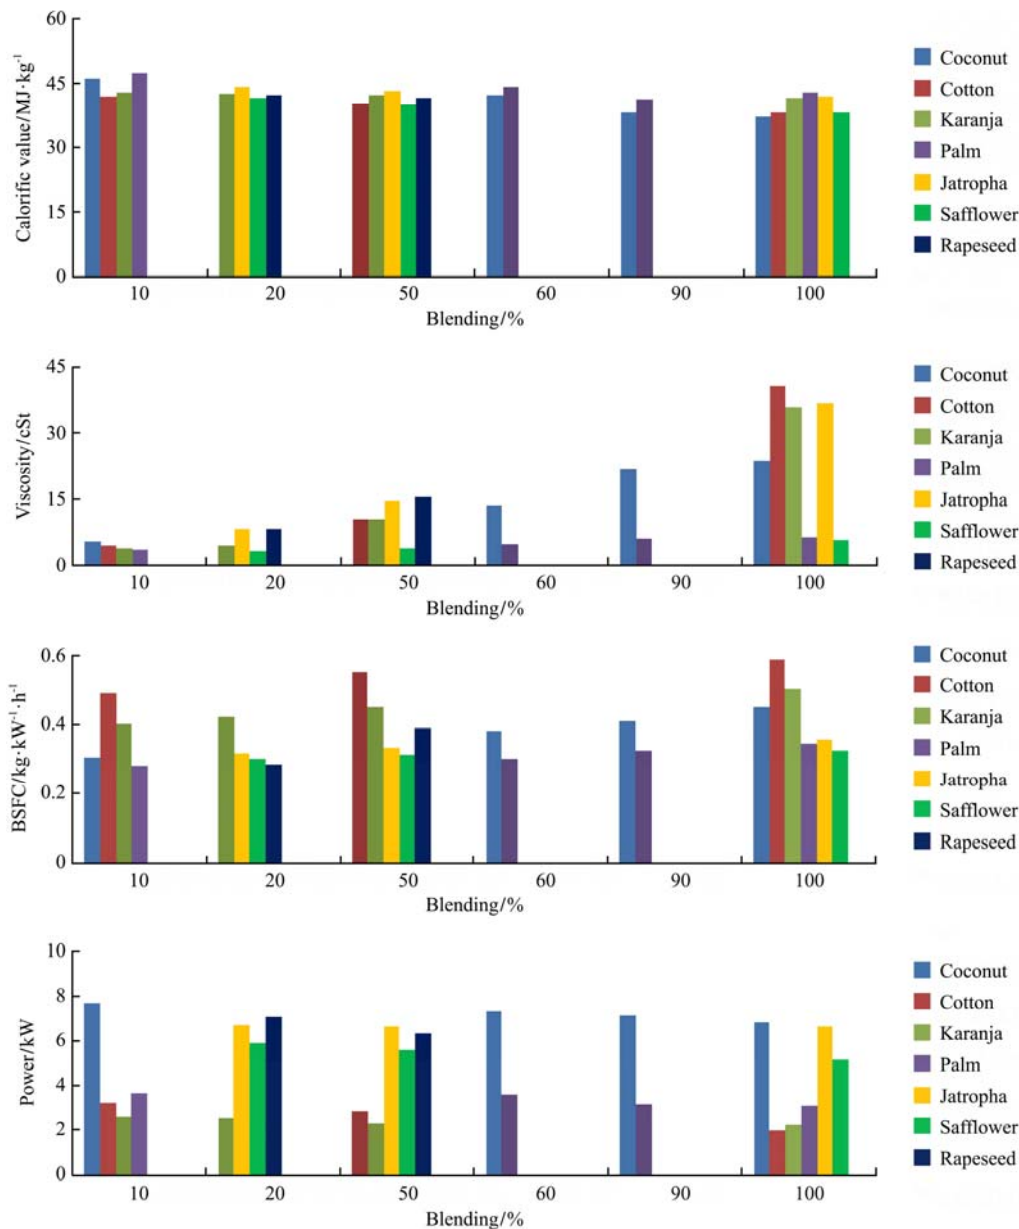 60
45
30
15
0
Calorific value/MJ·kg⁻¹
10 20 50 60 90 100
Blending/%
Coconut
Cotton
Karanja
Palm
Jatropha
Safflower
Rapeseed
45
30
15
0
Viscosity/cSt
10 20 50 60 90 100
Blending/%
Coconut
Cotton
Karanja
Palm
Jatropha
Safflower
Rapeseed
0.6
0.4
0.2
0
BSFC/kg·kW⁻¹·h⁻¹
10 20 50 60 90 100
Blending/%
Coconut
Cotton
Karanja
Palm
Jatropha
Safflower
Rapeseed
10
8
6
4
2
0
Power/kW
10 20 50 60 90 100
Blending/%
Coconut
Cotton
Karanja
Palm
Jatropha
Safflower
Rapeseed